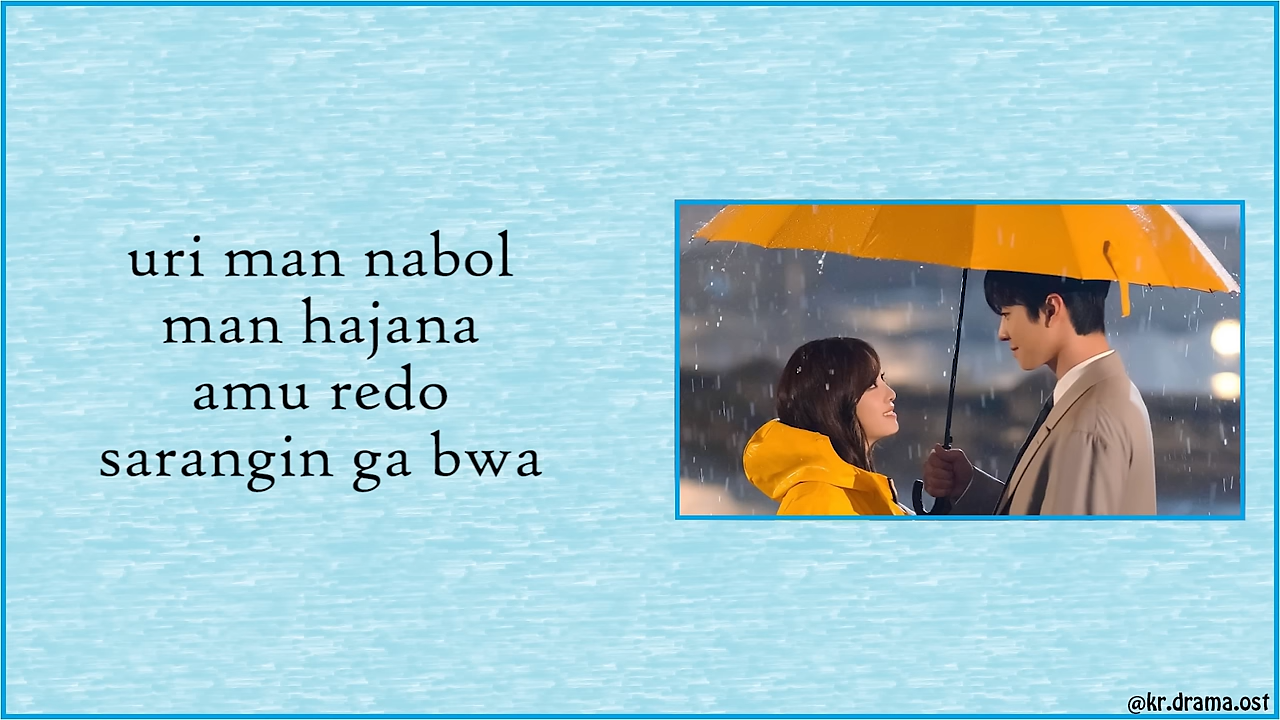 uri man nabol
man hajana
amu redo
sarangin ga bwa
@kr.drama.ost